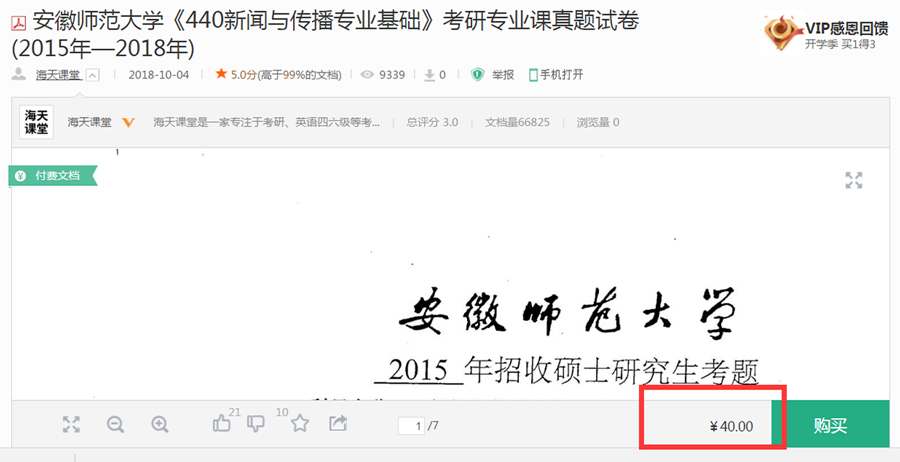 安徽师范大学《440新闻与传播专业基础》考研专业课真题试卷
(2015年—2018年)
VIP感恩回馈
开学季 买1得3
海天课堂 2018-10-04 5.0分(高于99%的文档) 9339 0 举报 手机打开
海天课堂 海天课堂 海天课堂是一家专注于考研、英语四六级等考... 总评分 3.0 文档量66825 浏览量 0
¥ 付费文档
安徽师范大学
2015 年招收硕士研究生考题
21 10 1 /7 ¥40.00 购买